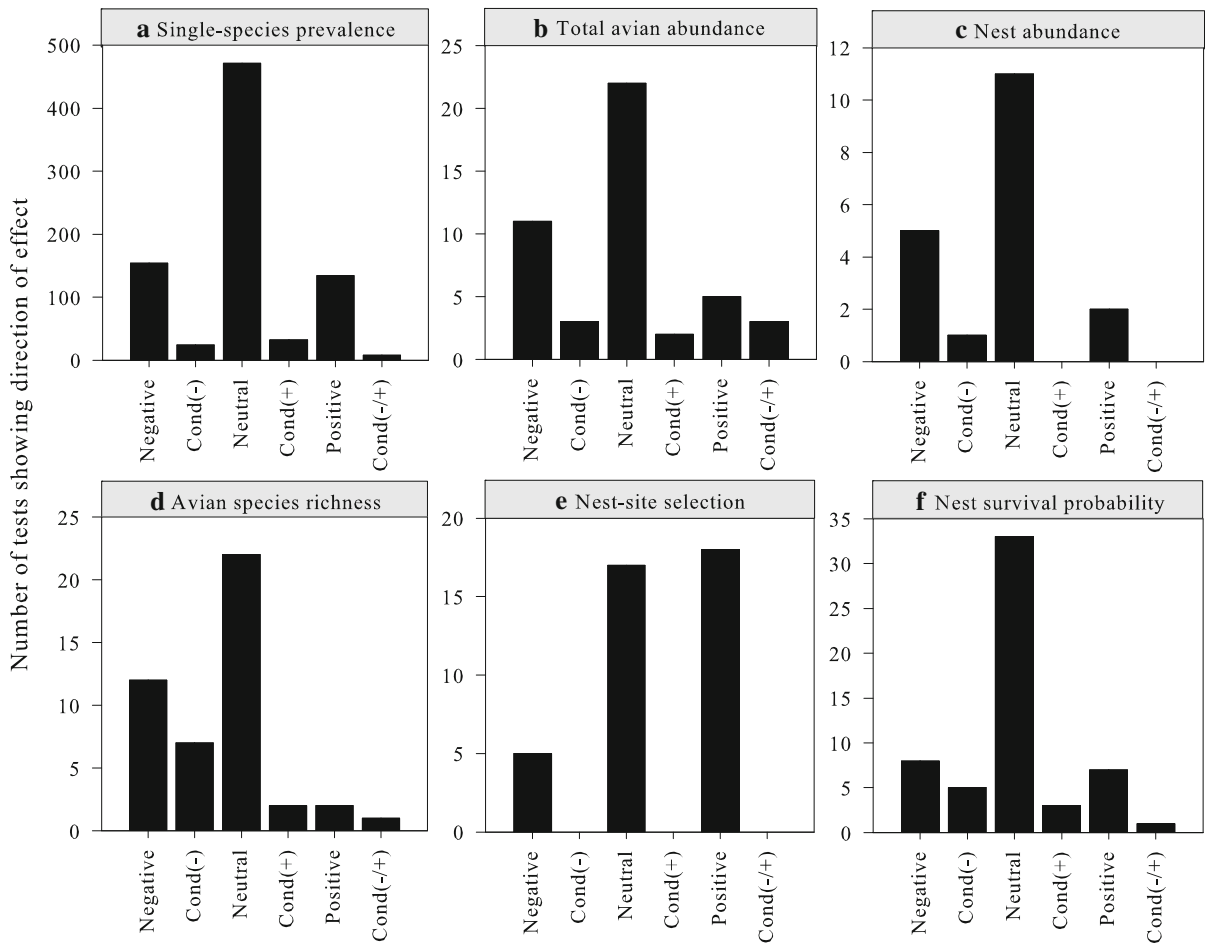 Number of tests showing direction of effect
a Single-species prevalence
500
400
300
200
100
0
Negative
Cond(-)
Neutral
Cond(+)
Positive
Cond(-/+)
b Total avian abundance
25
20
15
10
5
0
Negative
Cond(-)
Neutral
Cond(+)
Positive
Cond(-/+)
c Nest abundance
12
10
8
6
4
2
0
Negative
Cond(-)
Neutral
Cond(+)
Positive
Cond(-/+)
d Avian species richness
25
20
15
10
5
0
Negative
Cond(-)
Neutral
Cond(+)
Positive
Cond(-/+)
e Nest-site selection
20
15
10
5
0
Negative
Cond(-)
Neutral
Cond(+)
Positive
Cond(-/+)
f Nest survival probability
35
30
25
20
15
10
5
0
Negative
Cond(-)
Neutral
Cond(+)
Positive
Cond(-/+)